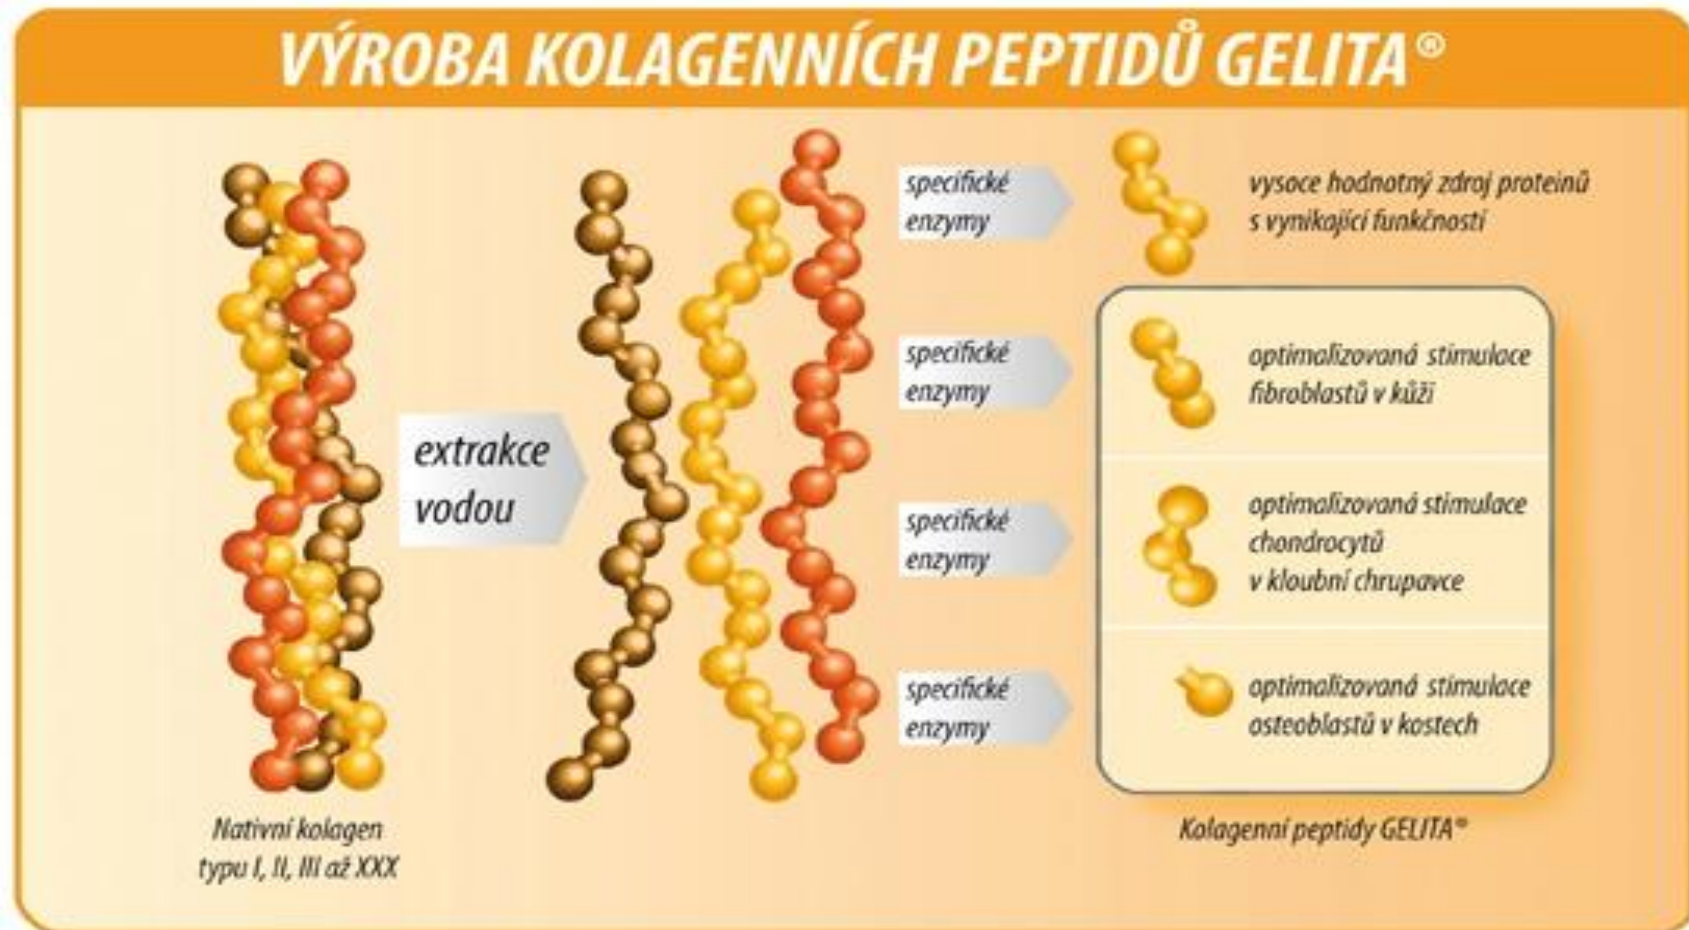 VÝROBA KOLAGENNÍCH PEPTIDŮ GELITA®
extrakce
vodou
Nativní kolagen
typu I, II, III až XXX
specifické
enzymy
vysoce hodnotný zdroj proteinů
s vynikající funkčností
specifické
enzymy
optimalizovaná stimulace
fibroblastů v kůži
specifické
enzymy
optimalizovaná stimulace
chondrocytů
v kloubní chrupavce
specifické
enzymy
optimalizovaná stimulace
osteoblastů v kostech
Kolagenní peptidy GELITA®